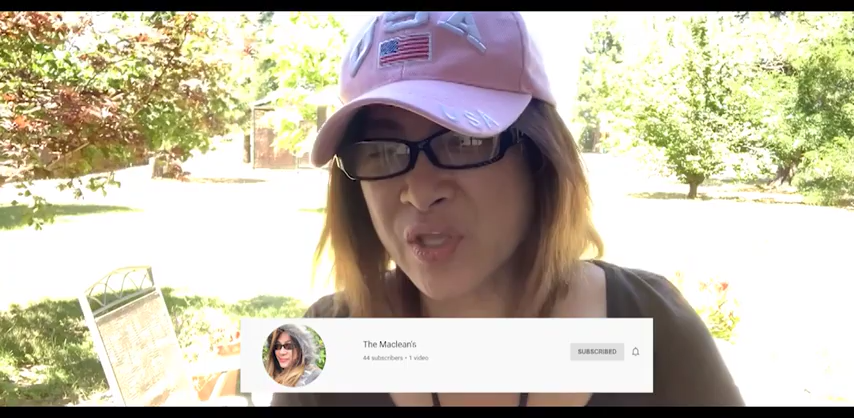 USA
USA
The Maclean's
44 subscribers • 1 video
SUBSCRIBED